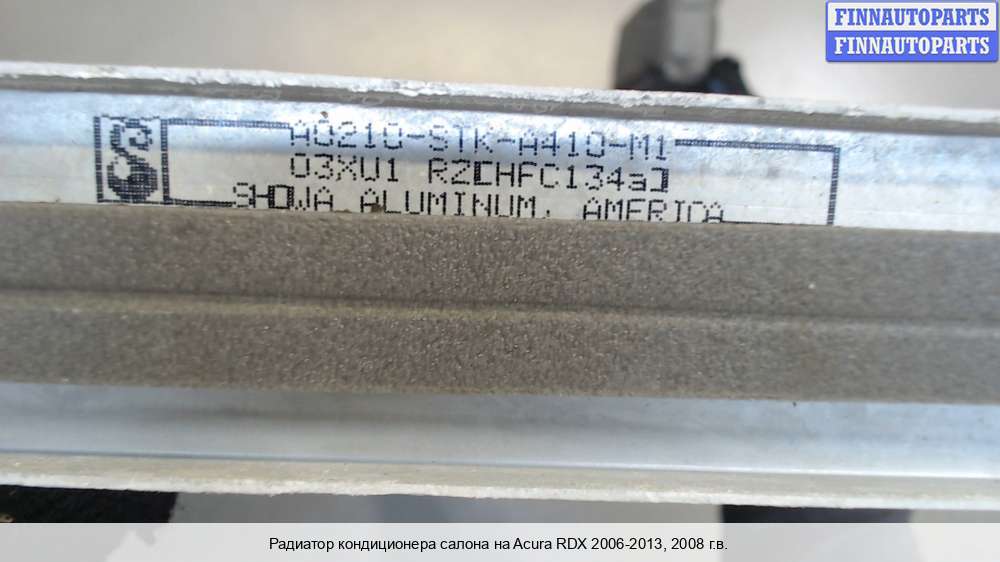 FINNAUTOPARTS
FINNAUTOPARTS
A0210-STK-A410-M1
03XU1 RZ[HFC134a]
SHOWA ALUMINUM. AMERICA
Радиатор кондиционера салона на Acura RDX 2006-2013, 2008 г.в.